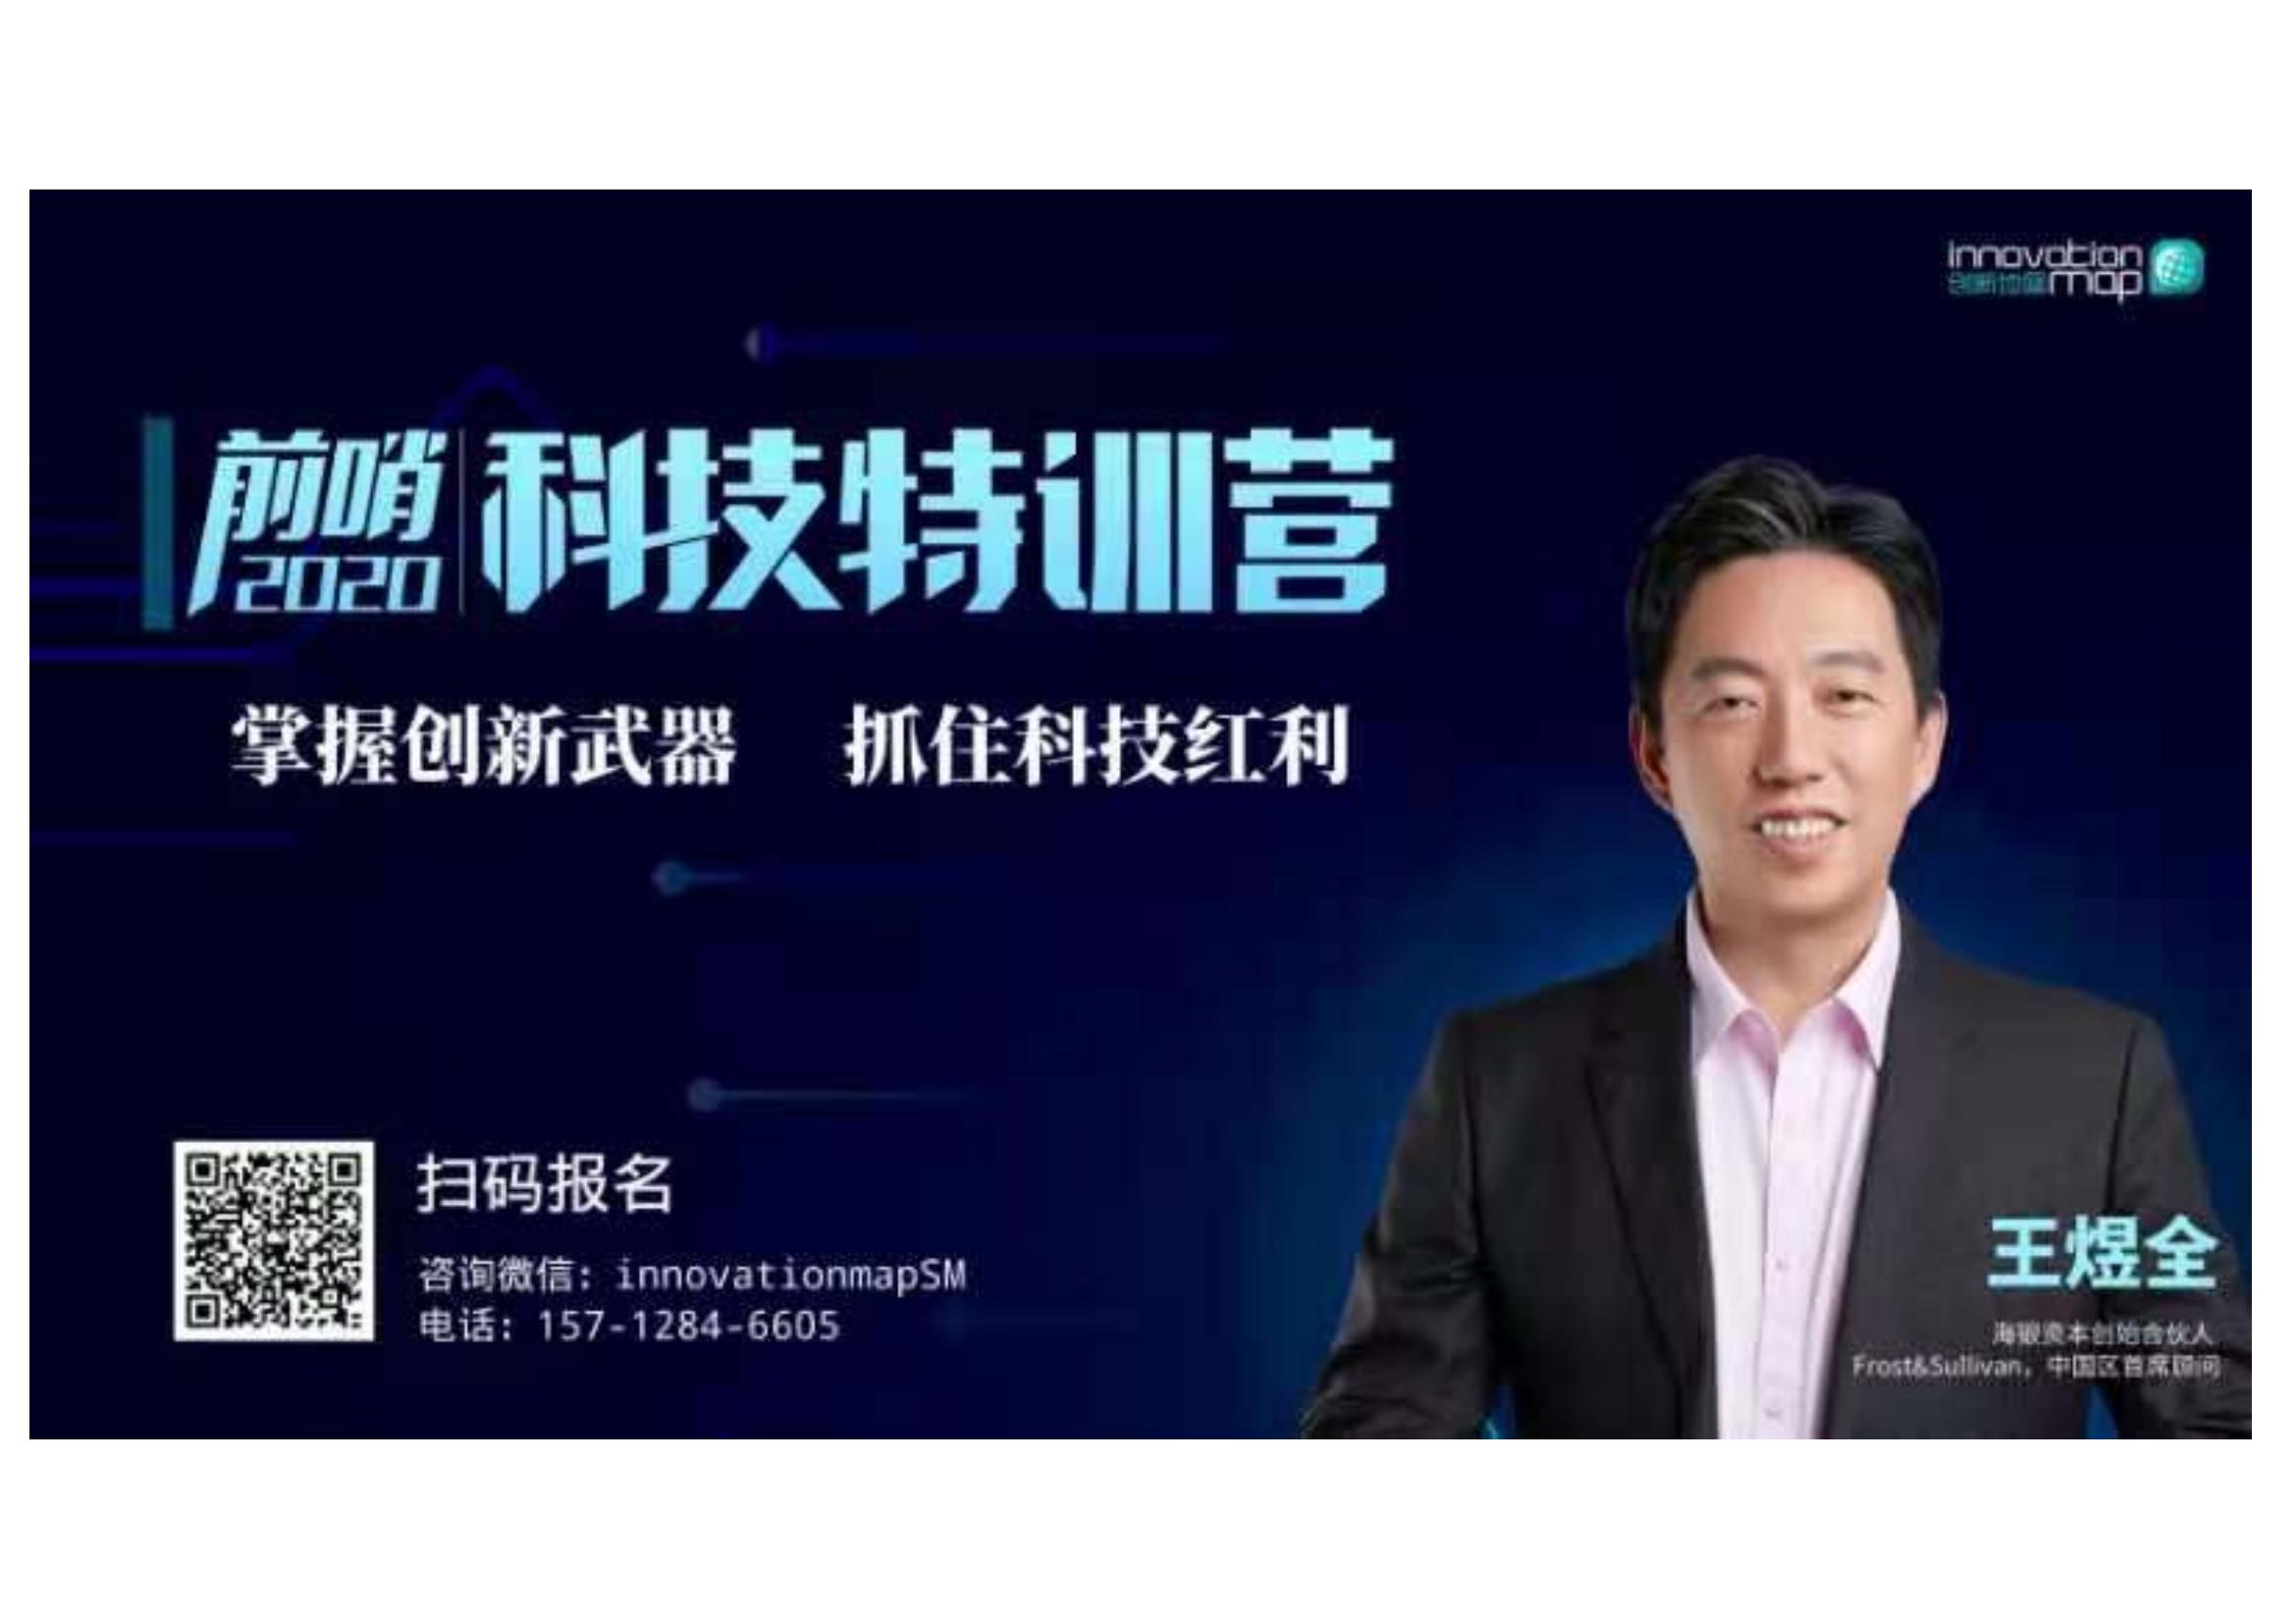 innovation
创新地图map
前哨
2020
科技特训营
掌握创新武器 抓住科技红利
扫码报名
咨询微信: innovationmapSM
电话: 157-1284-6605
王煜全
海银资本创始合伙人
Frost&Sullivan, 中国区首席顾问